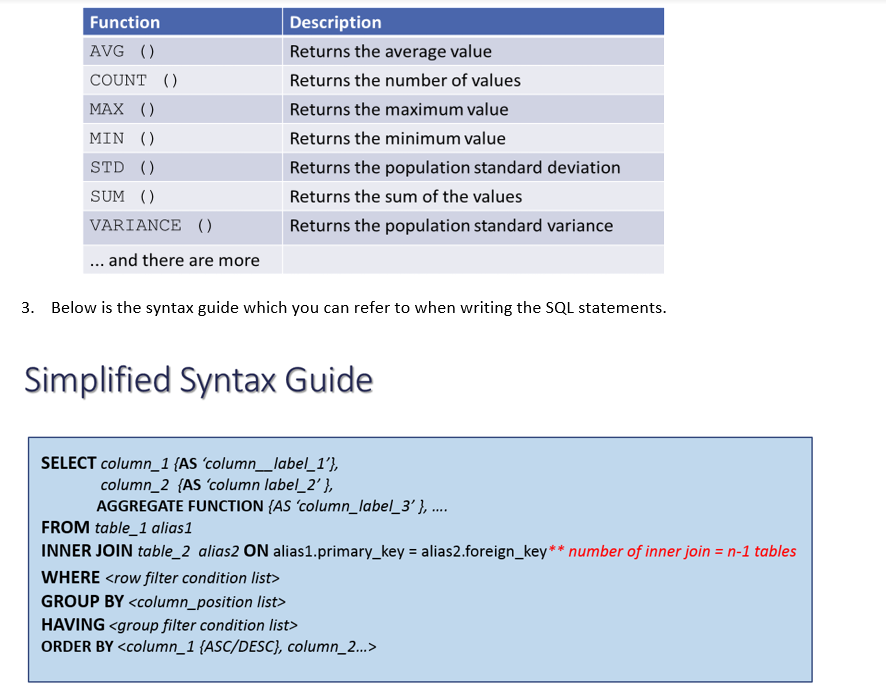 Function Description
AVG () Returns the average value
COUNT () Returns the number of values
MAX () Returns the maximum value
MIN () Returns the minimum value
STD () Returns the population standard deviation
SUM () Returns the sum of the values
VARIANCE () Returns the population standard variance
... and there are more
3. Below is the syntax guide which you can refer to when writing the SQL statements.
Simplified Syntax Guide
SELECT column_1 {AS ‘column__label_1’},
column_2 {AS ‘column label_2’ },
AGGREGATE FUNCTION {AS ‘column_label_3’ }, ....
FROM table_1 alias1
INNER JOIN table_2 alias2 ON alias1.primary_key = alias2.foreign_key** number of inner join = n-1 tables
WHERE <row filter condition list>
GROUP BY <column_position list>
HAVING <group filter condition list>
ORDER BY <column_1 {ASC/DESC}, column_2...>